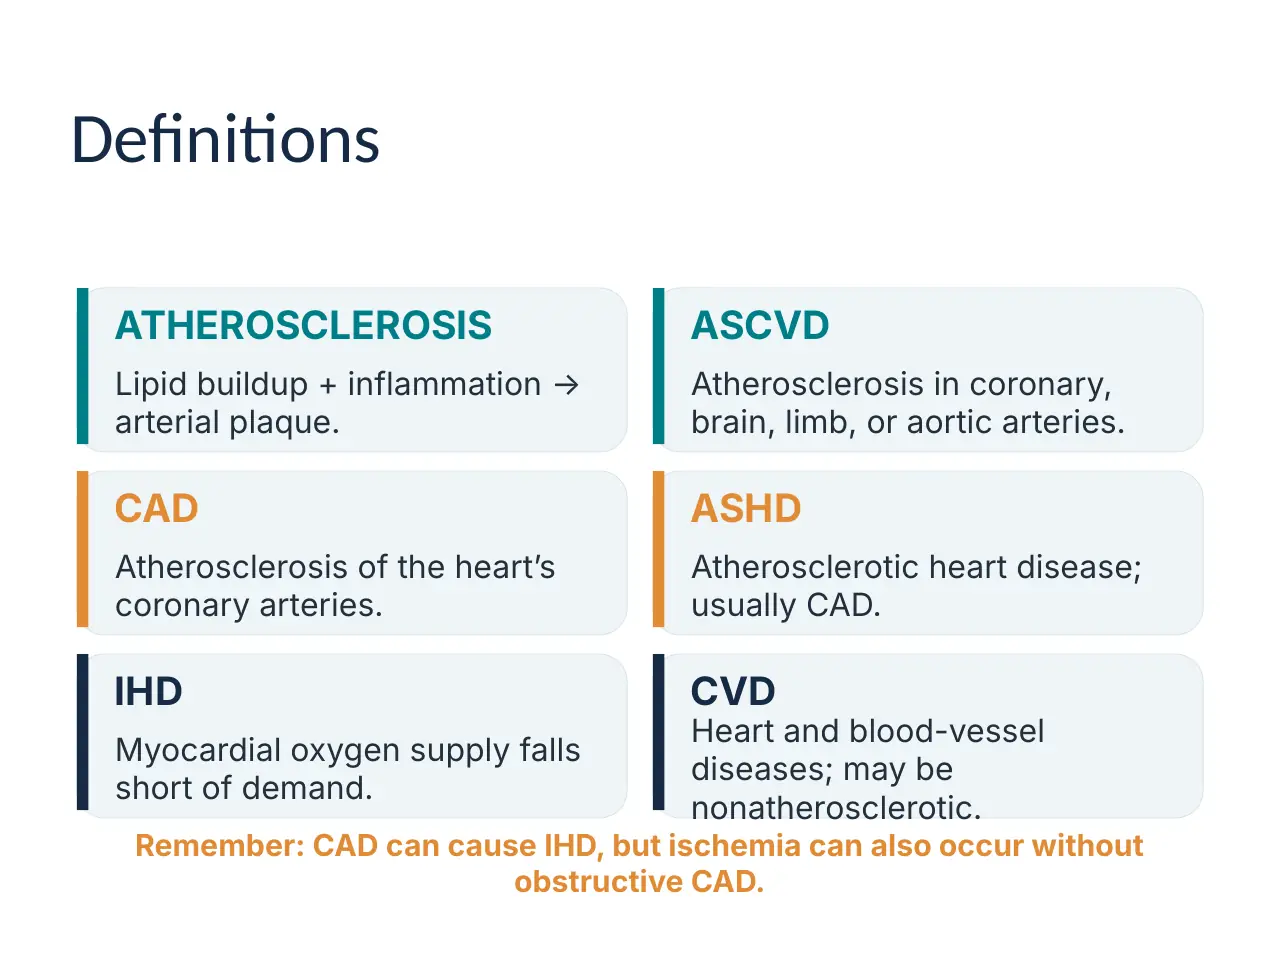 Definitions
ATHEROSCLEROSIS
Lipid buildup + inflammation →
arterial plaque.
ASCVD
Atherosclerosis in coronary,
brain, limb, or aortic arteries.
CAD
Atherosclerosis of the heart’s
coronary arteries.
ASHD
Atherosclerotic heart disease;
usually CAD.
IHD
Myocardial oxygen supply falls
short of demand.
CVD
Heart and blood-vessel
diseases; may be
nonatherosclerotic.
Remember: CAD can cause IHD, but ischemia can also occur without
obstructive CAD.